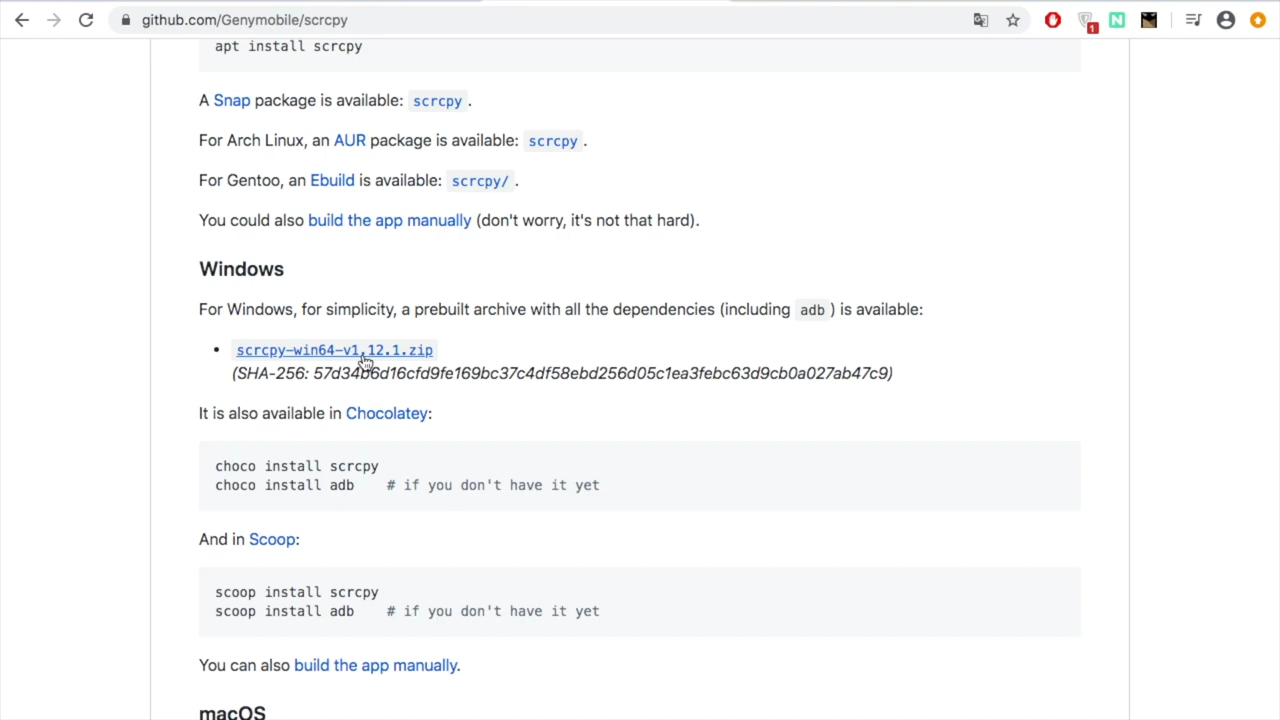 github.com/Genymobile/scrcpy
1
N
apt install scrcpy
A Snap package is available: scrcpy .
For Arch Linux, an AUR package is available: scrcpy .
For Gentoo, an Ebuild is available: scrcpy/ .
You could also build the app manually (don't worry, it's not that hard).
Windows
For Windows, for simplicity, a prebuilt archive with all the dependencies (including adb ) is available:
scrcpy-win64-v1.12.1.zip
(SHA-256: 57d34b6d16cfd9fe169bc37c4df58ebd256d05c1ea3febc63d9cb0a027ab47c9)
It is also available in Chocolatey:
choco install scrcpy
choco install adb # if you don't have it yet
And in Scoop:
scoop install scrcpy
scoop install adb # if you don't have it yet
You can also build the app manually.
macOS